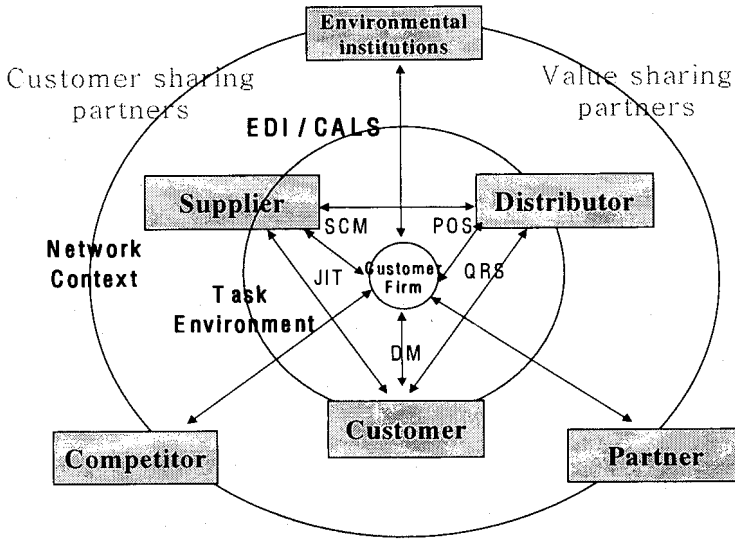 Environmental
institutions
Customer sharing
partners
Value sharing
partners
EDI / CALS
Supplier
Distributor
SCM
POS
Network
Context
Customer
Firm
JIT
QRS
Task
Environment
DM
Customer
Competitor
Partner